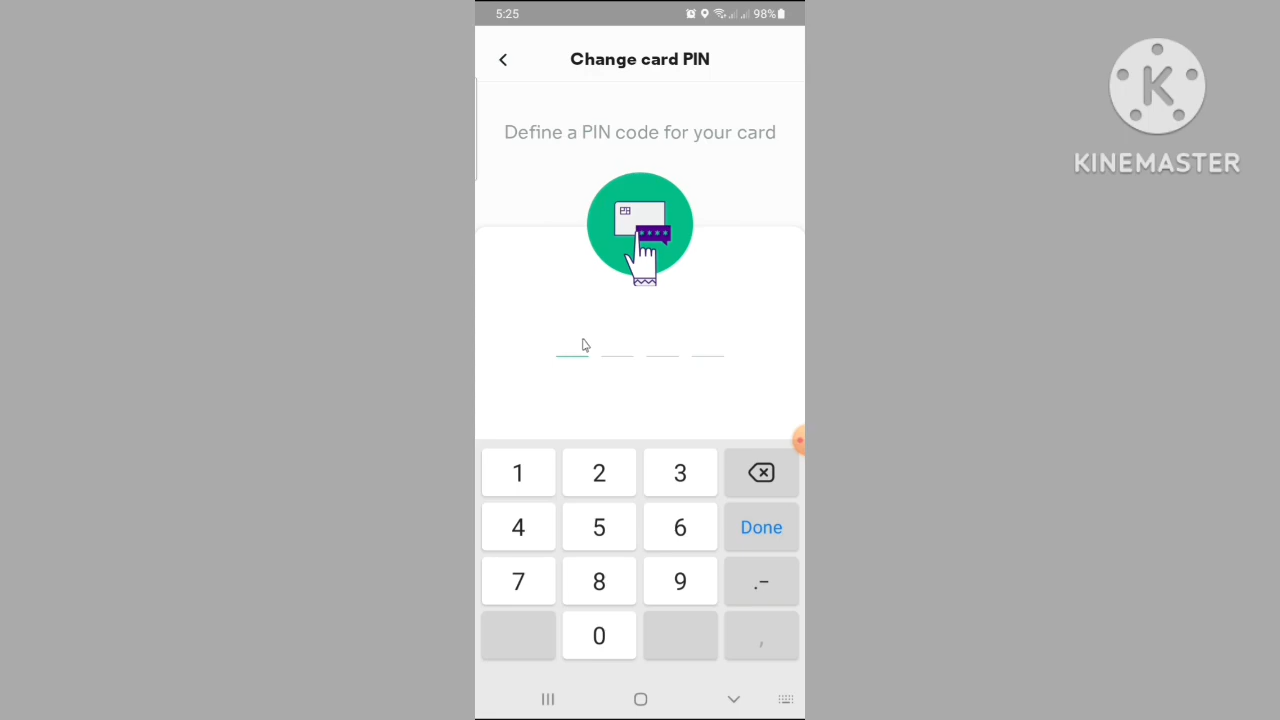 5:25
98%
Change card PIN
Define a PIN code for your card
K
KINEMASTER
1 2 3
4 5 6 Done
7 8 9 .-
0 ,